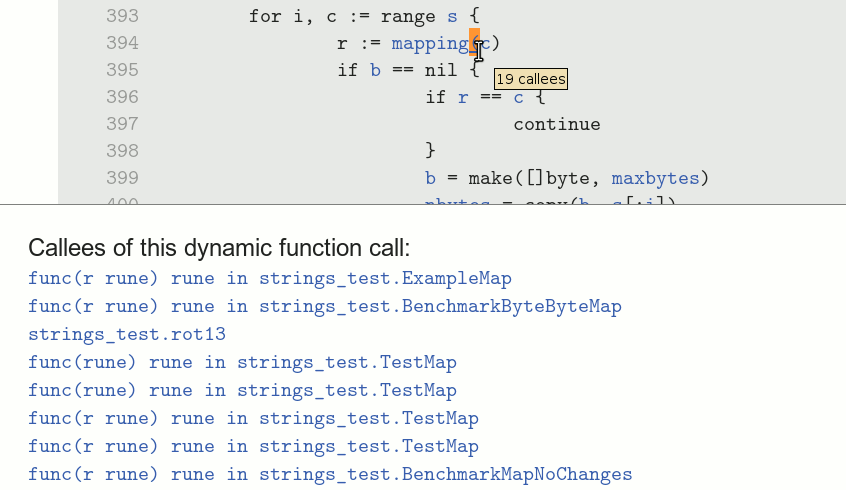 393 for i, c := range s {
394 r := mapping(c)
395 if b == nil {
19 callees
396 if r == c {
397 continue
398 }
399 b = make([]byte, maxbytes)
400 nbytes = copy(b, s[:i])
Callees of this dynamic function call:
func(r rune) rune in strings_test.ExampleMap
func(r rune) rune in strings_test.BenchmarkByteByteMap
strings_test.rot13
func(rune) rune in strings_test.TestMap
func(rune) rune in strings_test.TestMap
func(r rune) rune in strings_test.TestMap
func(r rune) rune in strings_test.TestMap
func(r rune) rune in strings_test.BenchmarkMapNoChanges